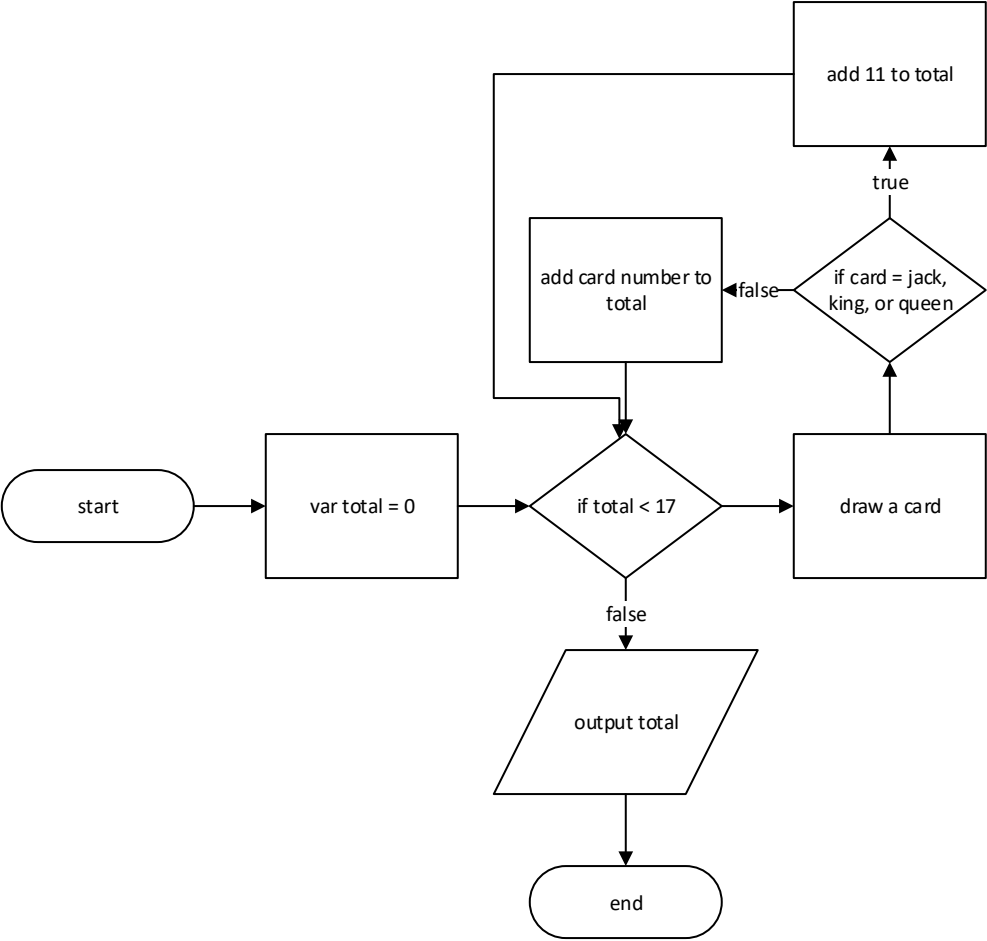 add 11 to total
true
add card number to
total
false
if card = jack,
king, or queen
start
var total = 0
if total < 17
draw a card
false
output total
end